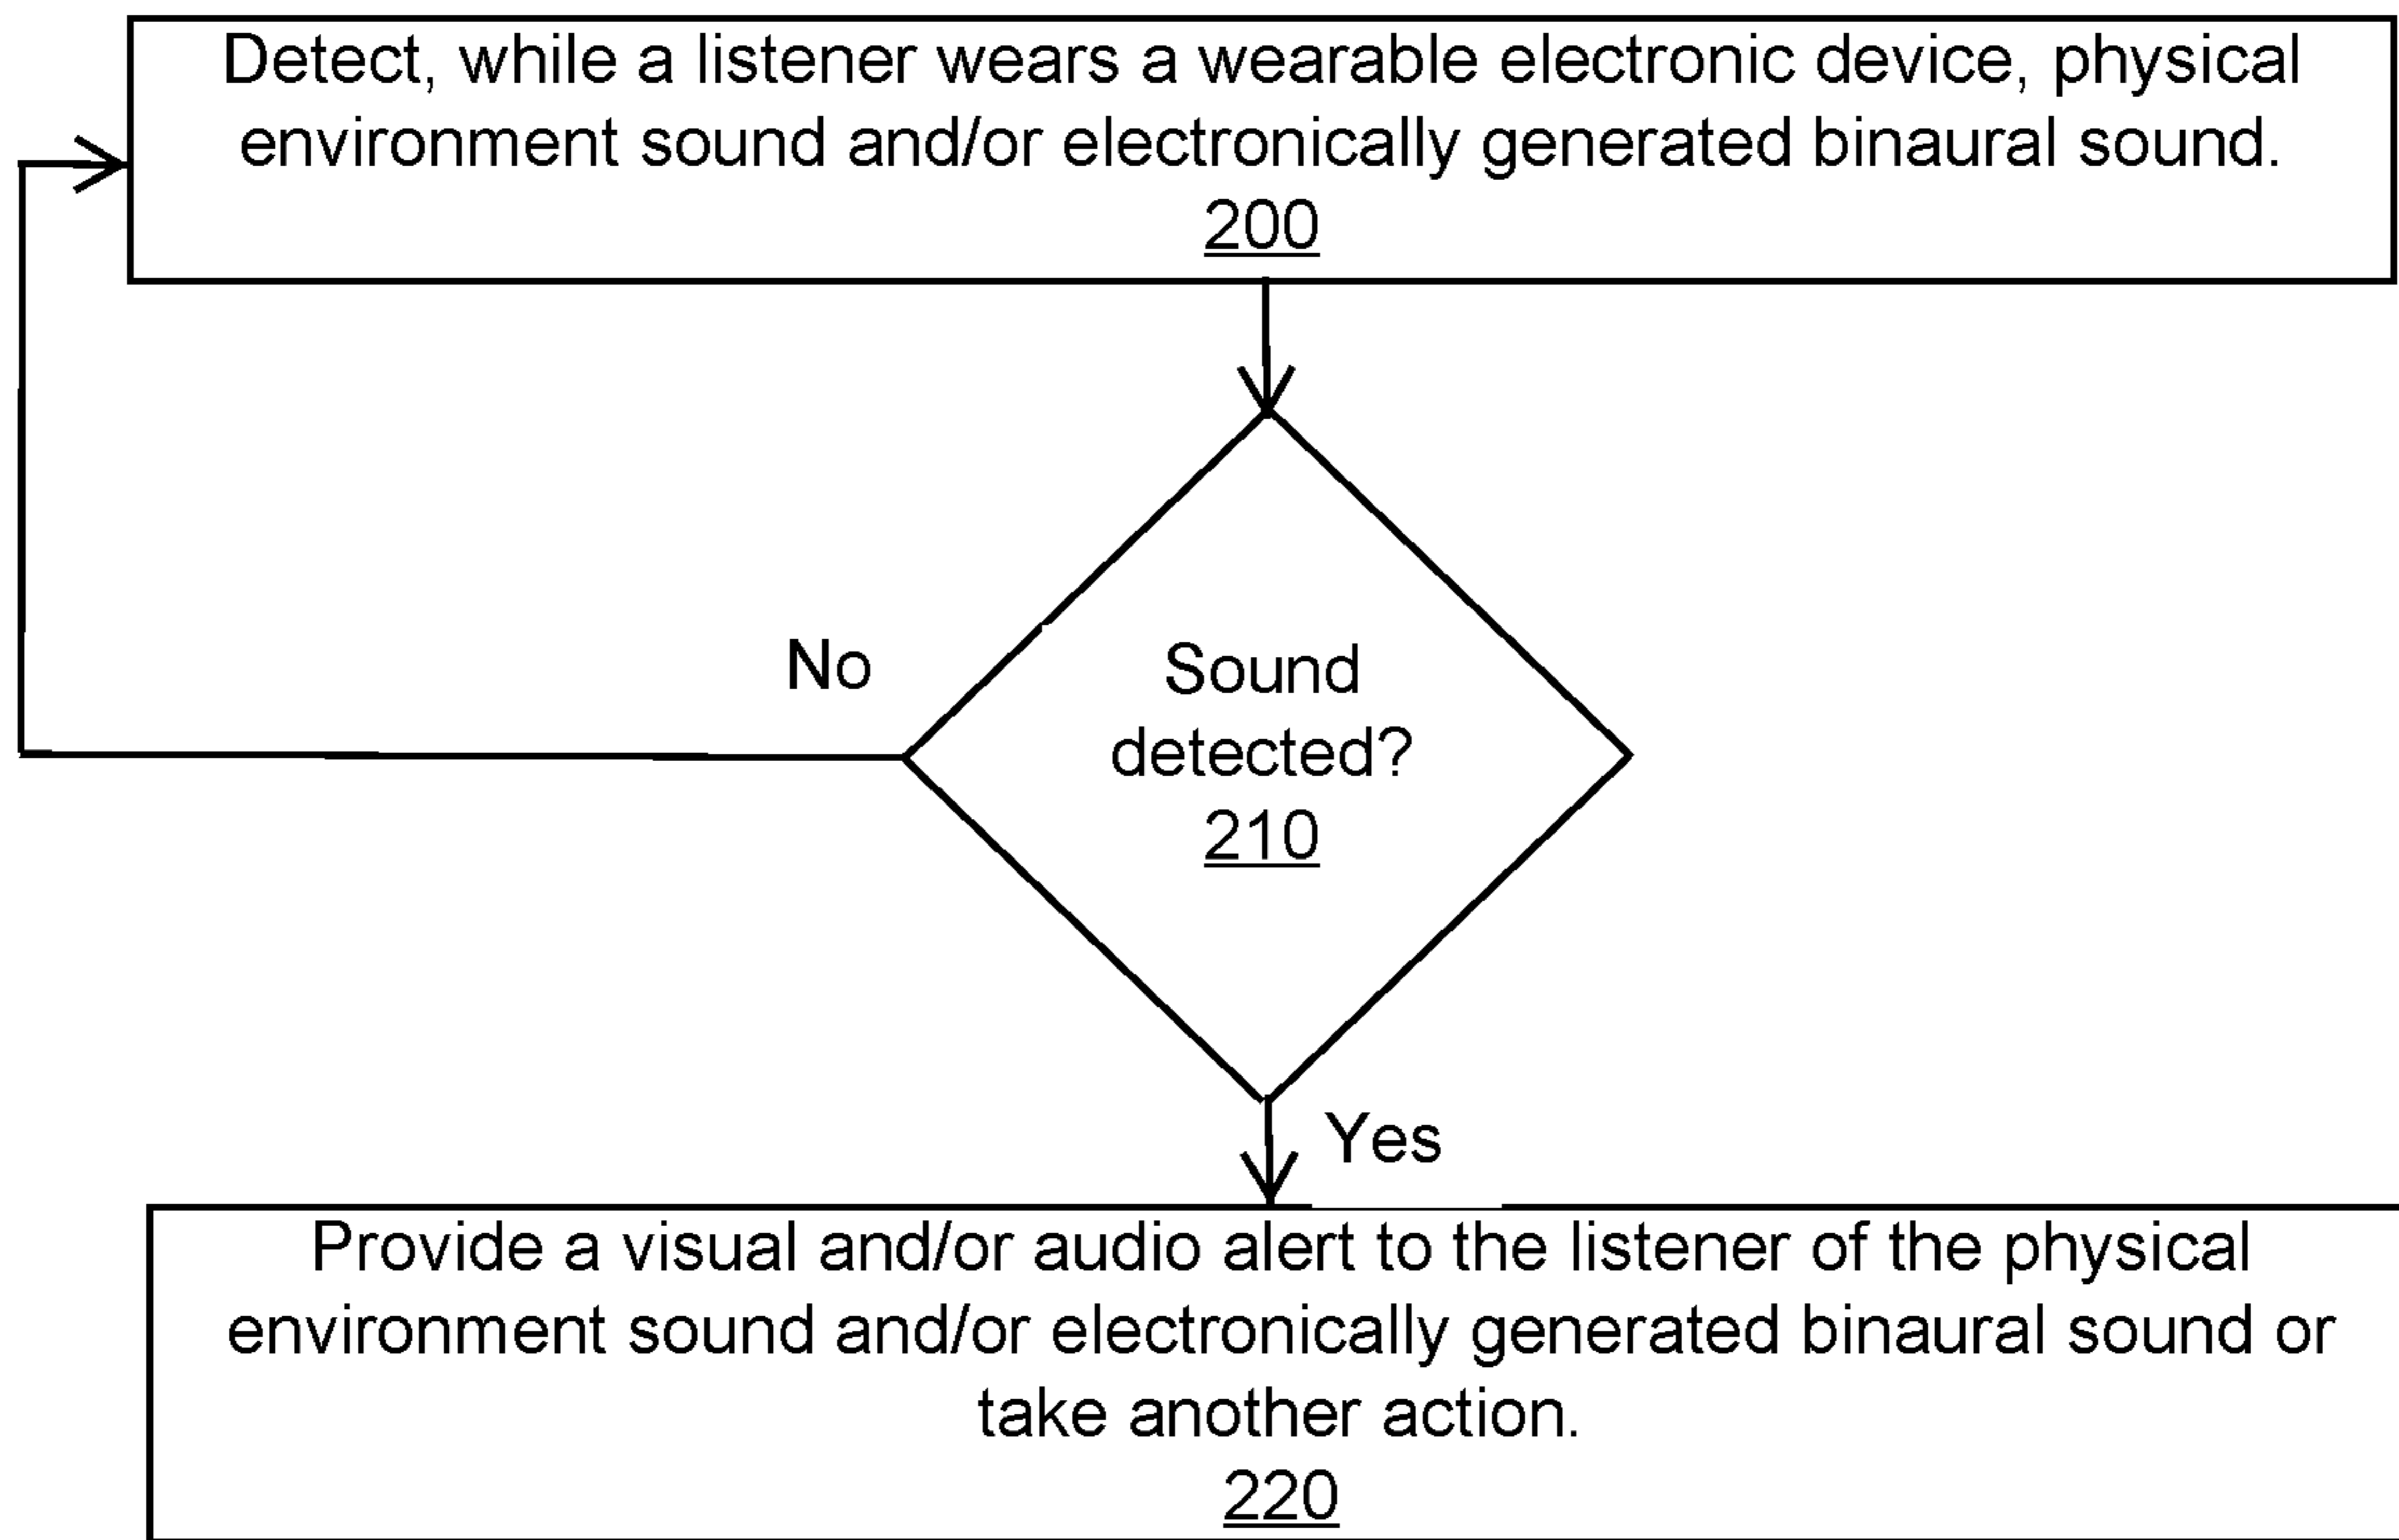 Detect, while a listener wears a wearable electronic device, physical
environment sound and/or electronically generated binaural sound.
200
No
Sound
detected?
210
Yes
Provide a visual and/or audio alert to the listener of the physical
environment sound and/or electronically generated binaural sound or
take another action.
220